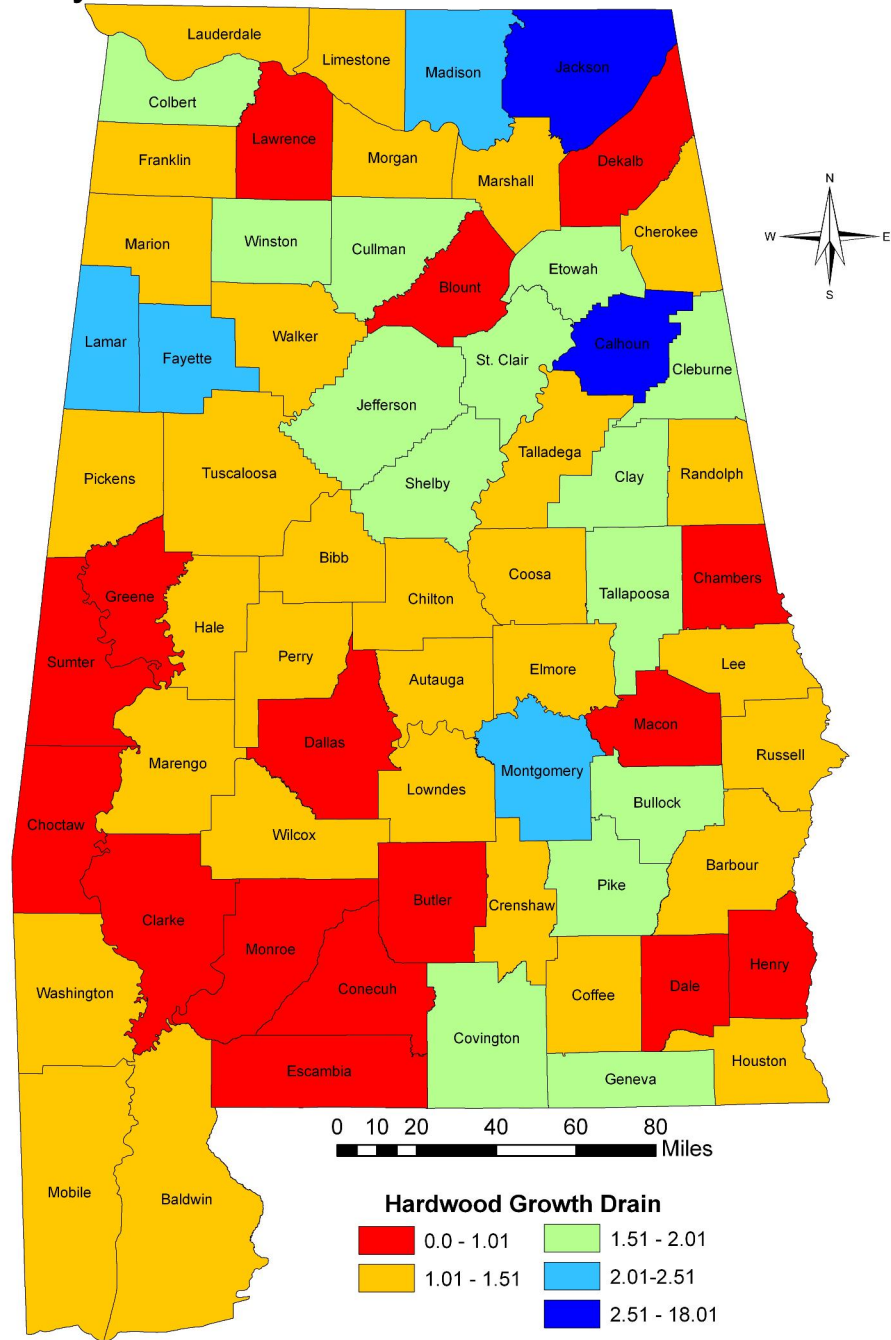 Lauderdale
Limestone
Madison
Jackson
Colbert
Lawrence
Franklin
Morgan
Marshall
Dekalb
Cherokee
Marion
Winston
Cullman
Blount
Etowah
N
W E
S
Lamar
Fayette
Walker
Jefferson
St. Clair
Calhoun
Cleburne
Pickens
Tuscaloosa
Shelby
Talladega
Clay
Randolph
Greene
Hale
Bibb
Chilton
Coosa
Tallapoosa
Chambers
Sumter
Perry
Autauga
Elmore
Lee
Marengo
Dallas
Lowndes
Montgomery
Macon
Russell
Bullock
Choctaw
Wilcox
Barbour
Clarke
Monroe
Butler
Crenshaw
Pike
Henry
Washington
Conecuh
Coffee
Dale
Covington
Houston
Escambia
Geneva
Mobile
Baldwin
0 10 20 40 60 80
Miles
Hardwood Growth Drain
0.0 - 1.01
1.01 - 1.51
1.51 - 2.01
2.01-2.51
2.51 - 18.01